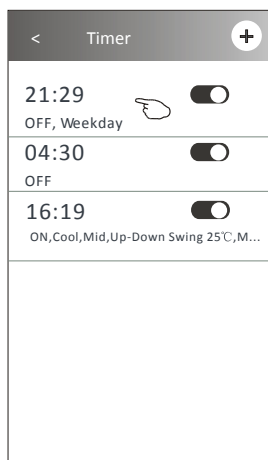 < Timer +
21:29
OFF, Weekday
04:30
OFF
16:19
ON,Cool,Mid,Up-Down Swing 25℃,M...